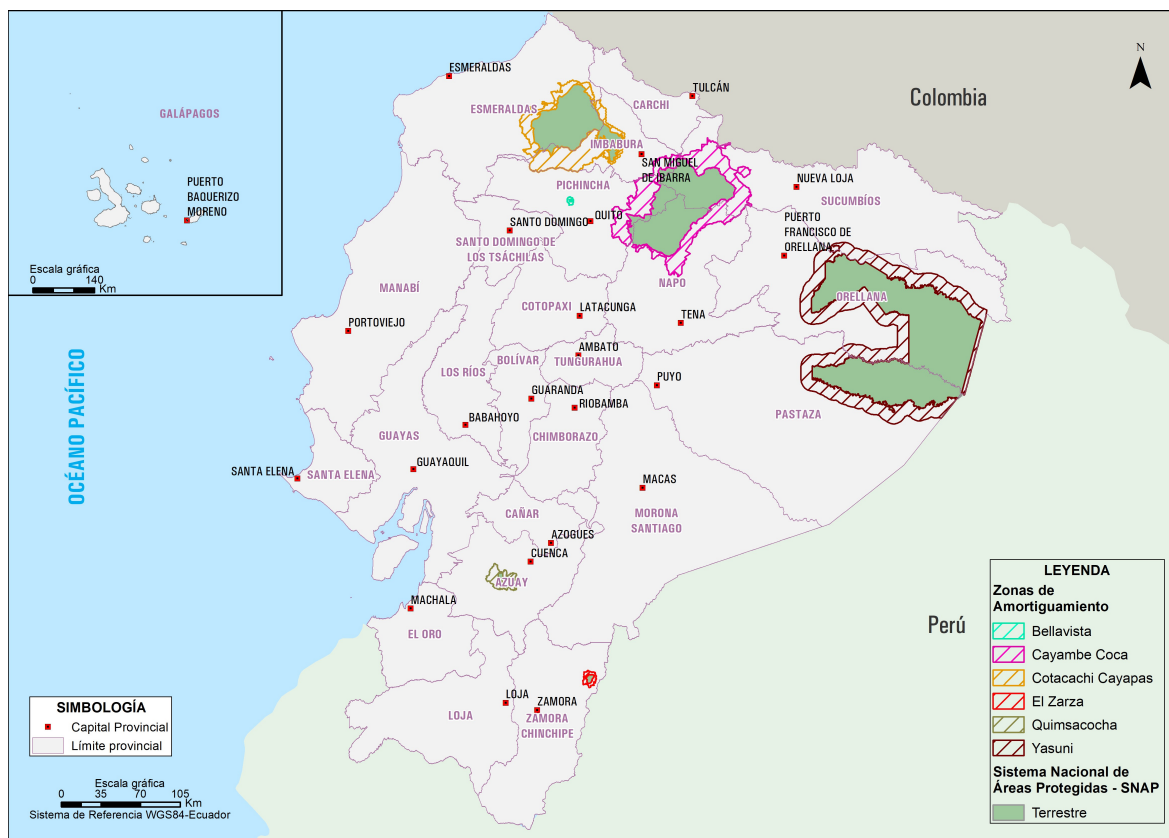 GALÁPAGOS
PUERTO
BAQUERIZO
MORENO
Escala gráfica
0 140
Km
N
Colombia
ESMERALDAS
ESMERALDAS
TULCÁN
CARCHI
IMBABURA
SAN MIGUEL
DE IBARRA
PICHINCHA
NUEVA LOJA
SUCUMBÍOS
QUITO
SANTO DOMINGO
SANTO DOMINGO DE
LOS TSÁCHILAS
PUERTO
FRANCISCO DE
ORELLANA
MANABÍ
NAPO
ORELLANA
COTOPAXI
LATACUNGA
TENA
PORTOVIEJO
AMBATO
BOLÍVAR
TUNGURAHUA
LOS RÍOS
PUYO
GUARANDA
RIOBAMBA
PASTAZA
BABAHOYO
OCÉANO PACÍFICO
GUAYAS
CHIMBORAZO
GUAYAQUIL
SANTA ELENA
SANTA ELENA
MACAS
CAÑAR
MORONA
SANTIAGO
AZOGUES
CUENCA
AZUAY
MACHALA
EL ORO
Perú
LOJA
LOJA
ZAMORA
ZAMORA
CHINCHIPE
SIMBOLOGÍA
Capital Provincial
Límite provincial
Escala gráfica
0 35 70 105
Km
Sistema de Referencia WGS84-Ecuador
LEYENDA
Zonas de
Amortiguamiento
Bellavista
Cayambe Coca
Cotacachi Cayapas
El Zarza
Quimsacocha
Yasuni
Sistema Nacional de
Áreas Protegidas - SNAP
Terrestre